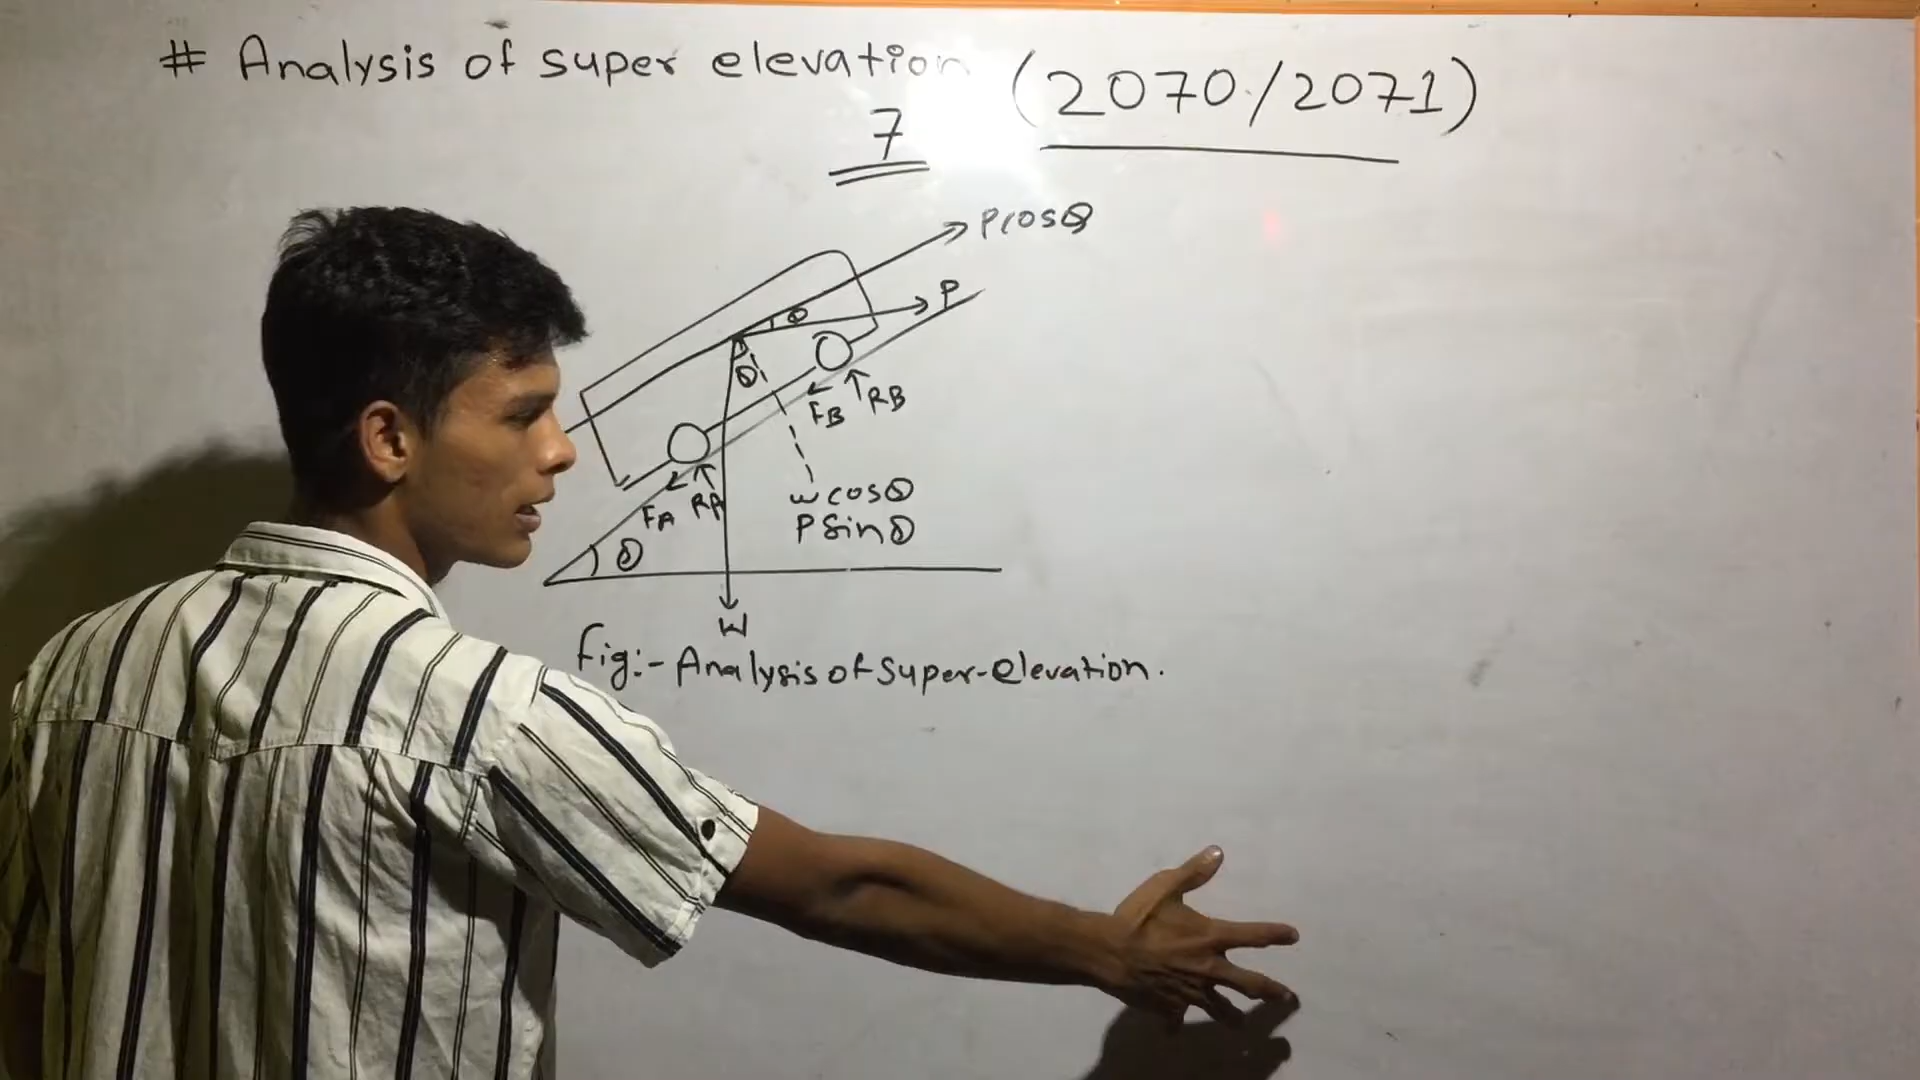 # Analysis of super elevation (2070/2071)
7
Pcosθ
P
θ
θ
FB RB
FA RA
wcosθ
Psinθ
θ
W
fig:- Analysis of super-elevation.